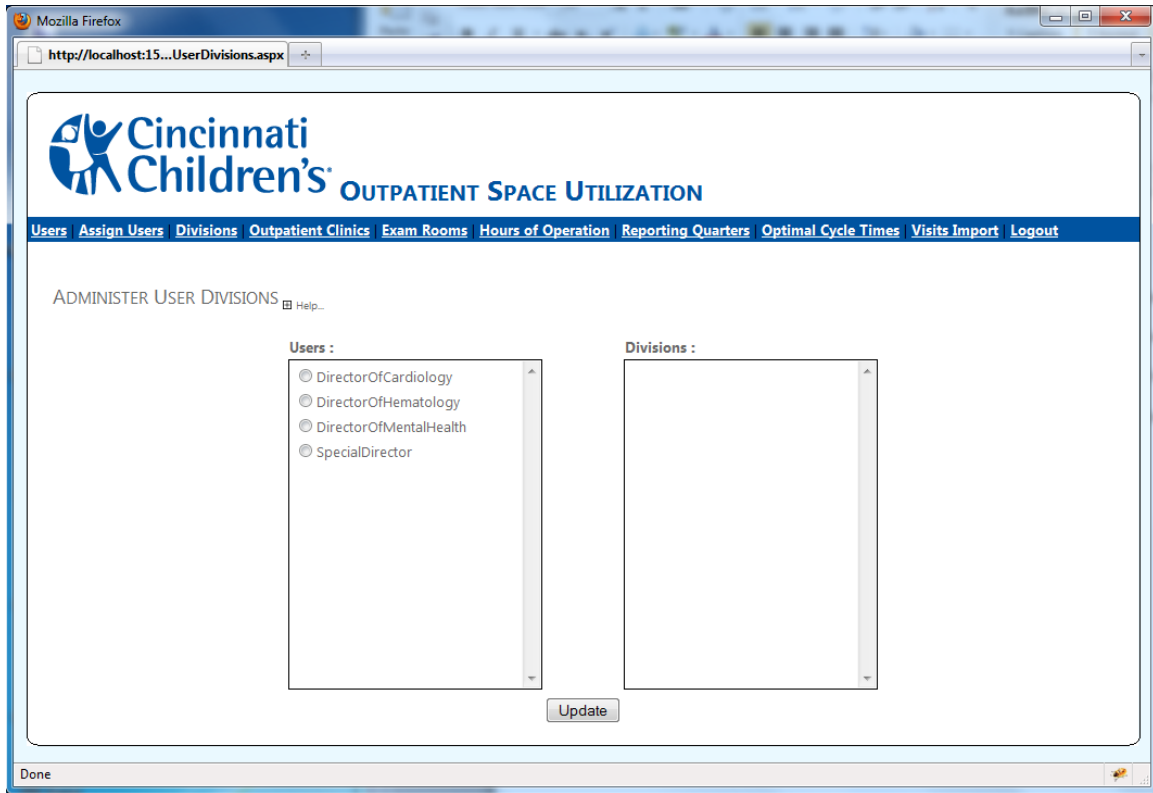 Mozilla Firefox
http://localhost:15...UserDivisions.aspx
Cincinnati
Children's
OUTPATIENT SPACE UTILIZATION
Users | Assign Users | Divisions | Outpatient Clinics | Exam Rooms | Hours of Operation | Reporting Quarters | Optimal Cycle Times | Visits Import | Logout
ADMINISTER USER DIVISIONS Help...
Users : Divisions :
DirectorOfCardiology
DirectorOfHematology
DirectorOfMentalHealth
SpecialDirector
Update
Done